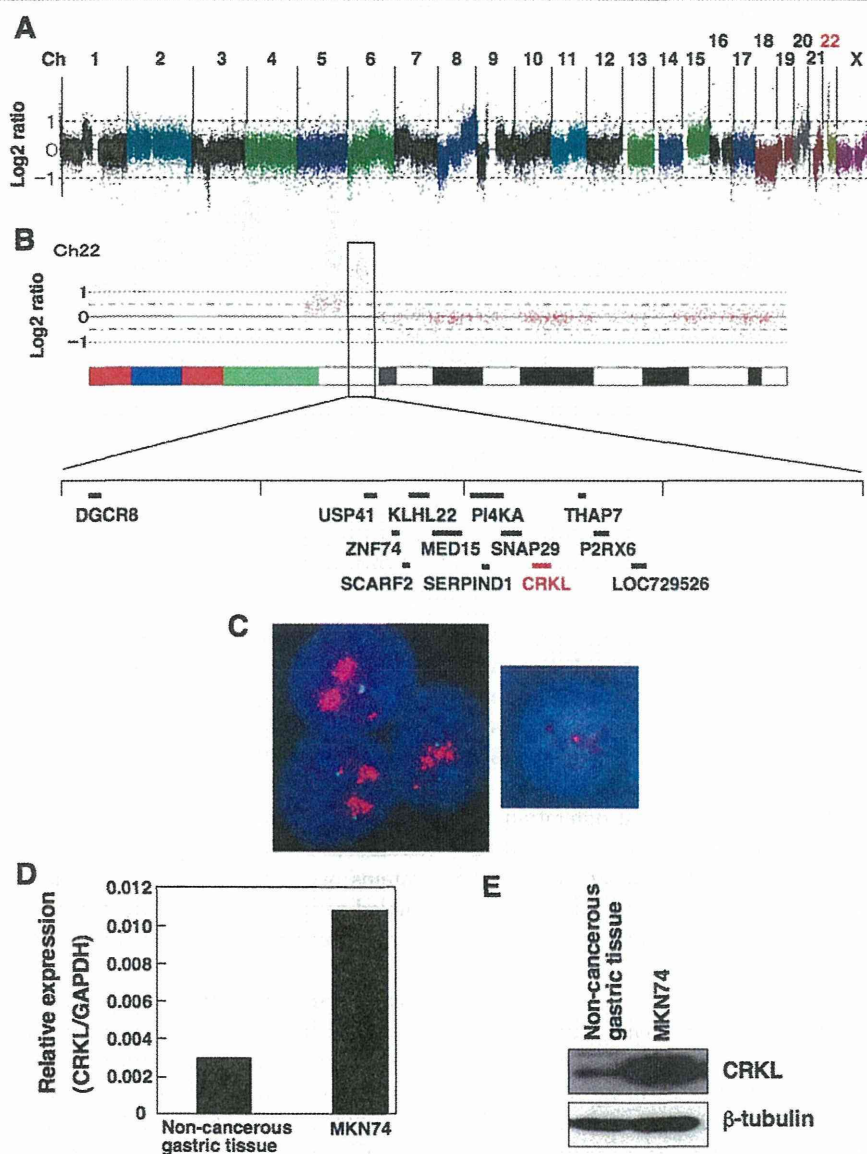 A
Ch 1 2 3 4 5 6 7 8 9 10 11 12 13 14 15 16 17 18 19 20 21 22 X
Log2 ratio
1
0
−1
B
Ch22
Log2 ratio
1
0
−1
DGCR8 USP41 KLHL22 PI4KA THAP7
ZNF74 MED15 SNAP29 P2RX6
SCARF2 SERPIND1 CRKL LOC729526
C
D
Relative expression
(CRKL/GAPDH)
0.012
0.010
0.008
0.006
0.004
0.002
0
Non-cancerous
gastric tissue
MKN74
E
Non-cancerous
gastric tissue
MKN74
CRKL
β-tubulin